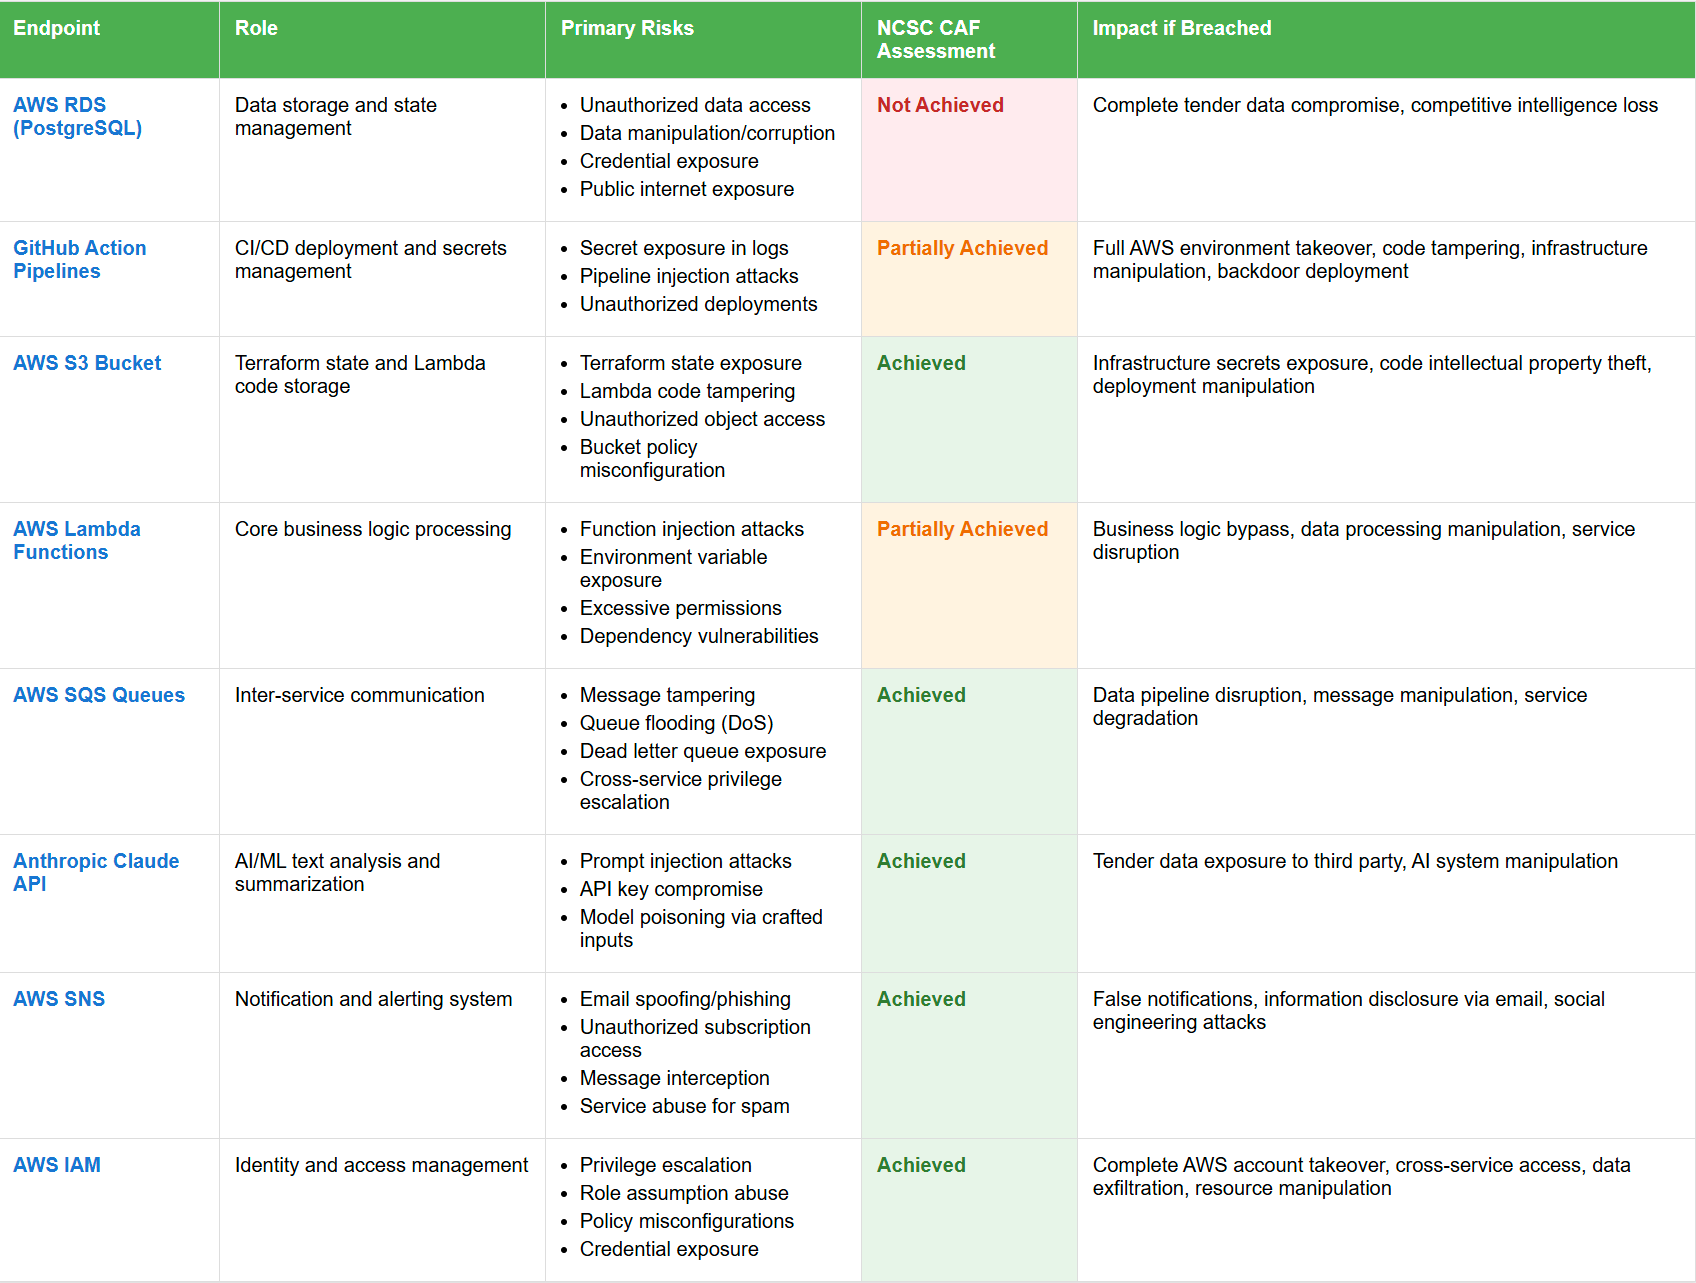 Endpoint
Role
Primary Risks
NCSC CAF
Assessment
Impact if Breached
AWS RDS
(PostgreSQL)
Data storage and state
management
• Unauthorized data access
• Data manipulation/corruption
• Credential exposure
• Public internet exposure
Not Achieved
Complete tender data compromise, competitive intelligence loss
GitHub Action
Pipelines
CI/CD deployment and secrets
management
• Secret exposure in logs
• Pipeline injection attacks
• Unauthorized deployments
Partially Achieved
Full AWS environment takeover, code tampering, infrastructure
manipulation, backdoor deployment
AWS S3 Bucket
Terraform state and Lambda
code storage
• Terraform state exposure
• Lambda code tampering
• Unauthorized object access
• Bucket policy
misconfiguration
Achieved
Infrastructure secrets exposure, code intellectual property theft,
deployment manipulation
AWS Lambda
Functions
Core business logic processing
• Function injection attacks
• Environment variable
exposure
• Excessive permissions
• Dependency vulnerabilities
Partially Achieved
Business logic bypass, data processing manipulation, service
disruption
AWS SQS Queues
Inter-service communication
• Message tampering
• Queue flooding (DoS)
• Dead letter queue exposure
• Cross-service privilege
escalation
Achieved
Data pipeline disruption, message manipulation, service
degradation
Anthropic Claude
API
AI/ML text analysis and
summarization
• Prompt injection attacks
• API key compromise
• Model poisoning via crafted
inputs
Achieved
Tender data exposure to third party, AI system manipulation
AWS SNS
Notification and alerting system
• Email spoofing/phishing
• Unauthorized subscription
access
• Message interception
• Service abuse for spam
Achieved
False notifications, information disclosure via email, social
engineering attacks
AWS IAM
Identity and access management
• Privilege escalation
• Role assumption abuse
• Policy misconfigurations
• Credential exposure
Achieved
Complete AWS account takeover, cross-service access, data
exfiltration, resource manipulation